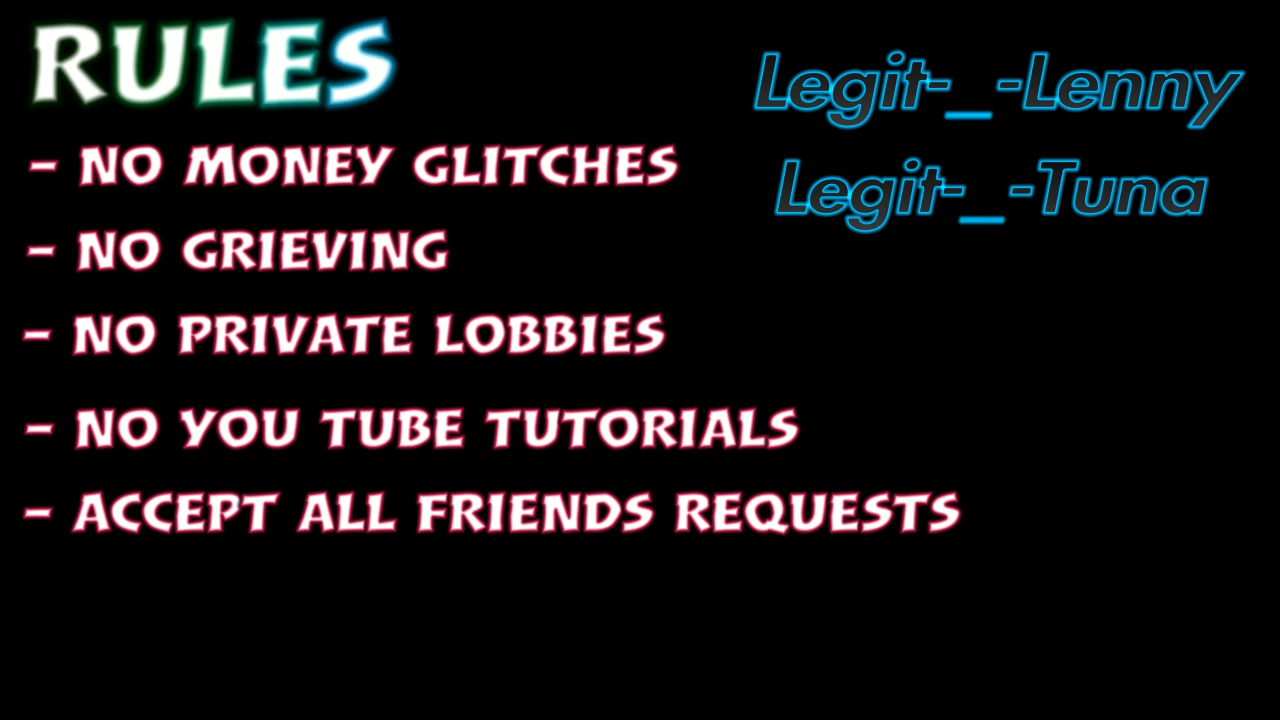 RULES
- NO MONEY GLITCHES
- NO GRIEVING
- NO PRIVATE LOBBIES
- NO YOU TUBE TUTORIALS
- ACCEPT ALL FRIENDS REQUESTS
Legit-_-Lenny
Legit-_-Tuna